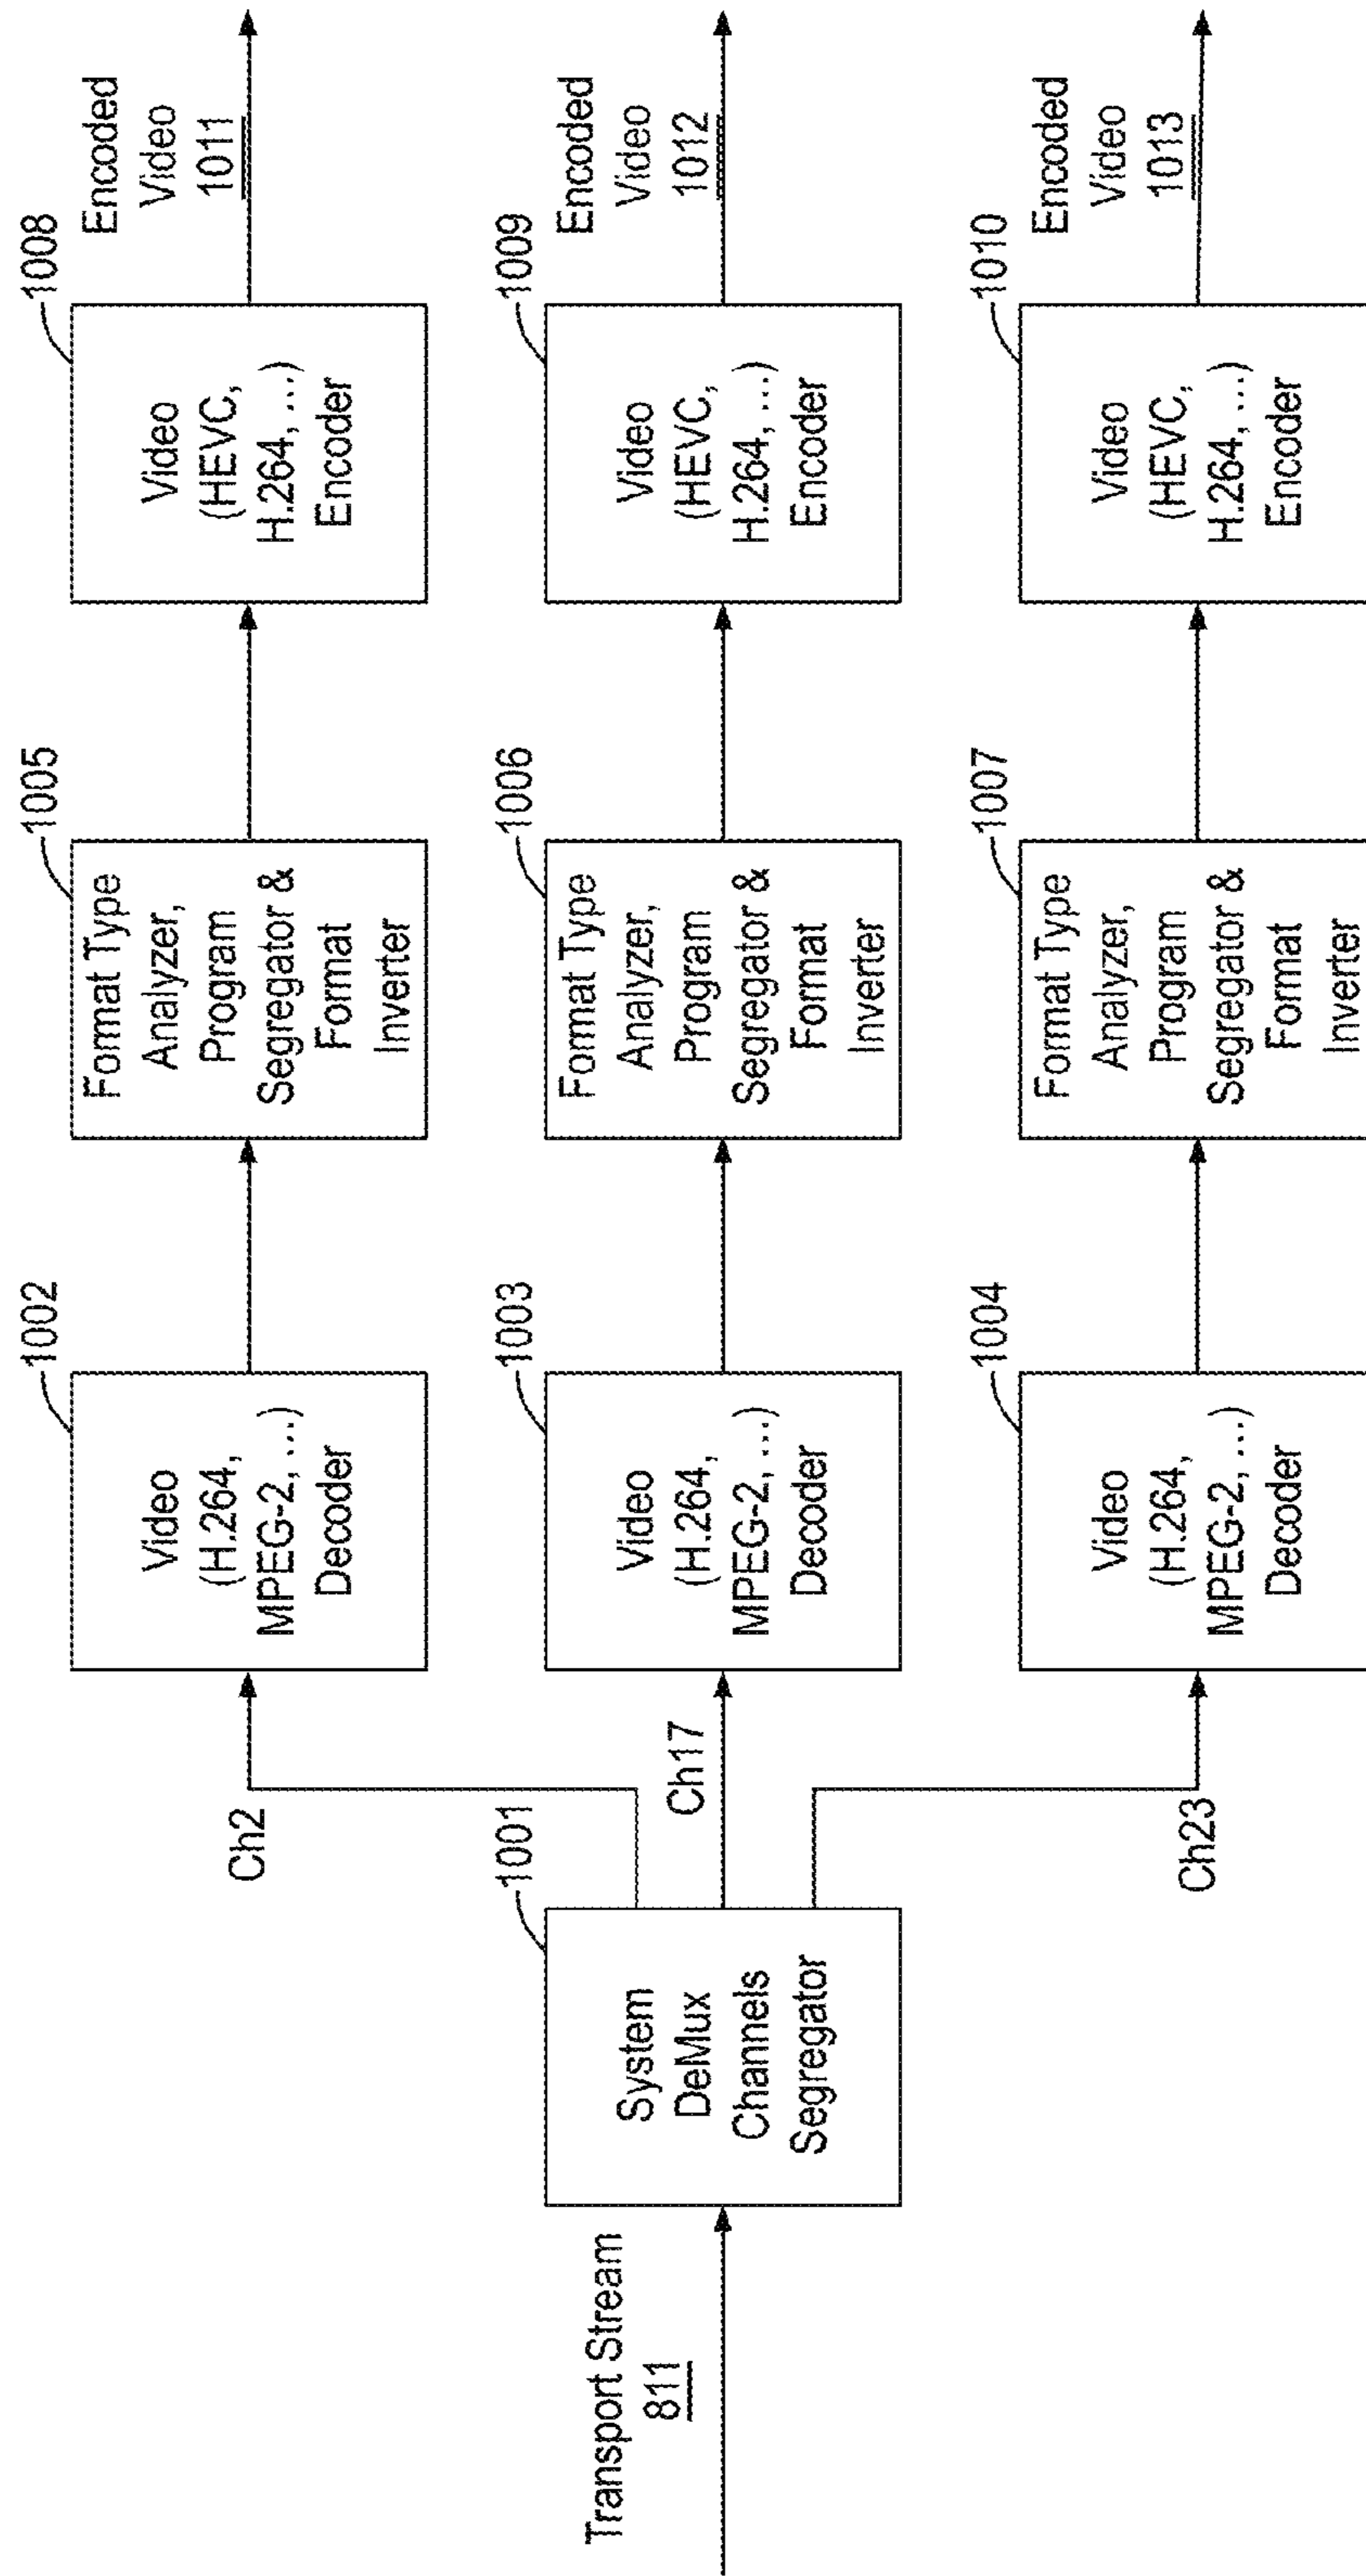 Transport Stream
811
1001
System
DeMux
Channels
Segregator
Ch2
Ch17
Ch23
1002
Video
(H.264,
MPEG-2, ...)
Decoder
1005
Format Type
Analyzer,
Program
Segregator &
Format
Inverter
1008
Video
(HEVC,
H.264, ...)
Encoder
Encoded
Video
1011
1003
Video
(H.264,
MPEG-2, ...)
Decoder
1006
Format Type
Analyzer,
Program
Segregator &
Format
Inverter
1009
Video
(HEVC,
H.264, ...)
Encoder
Encoded
Video
1012
1004
Video
(H.264,
MPEG-2, ...)
Decoder
1007
Format Type
Analyzer,
Program
Segregator &
Format
Inverter
1010
Video
(HEVC,
H.264, ...)
Encoder
Encoded
Video
1013